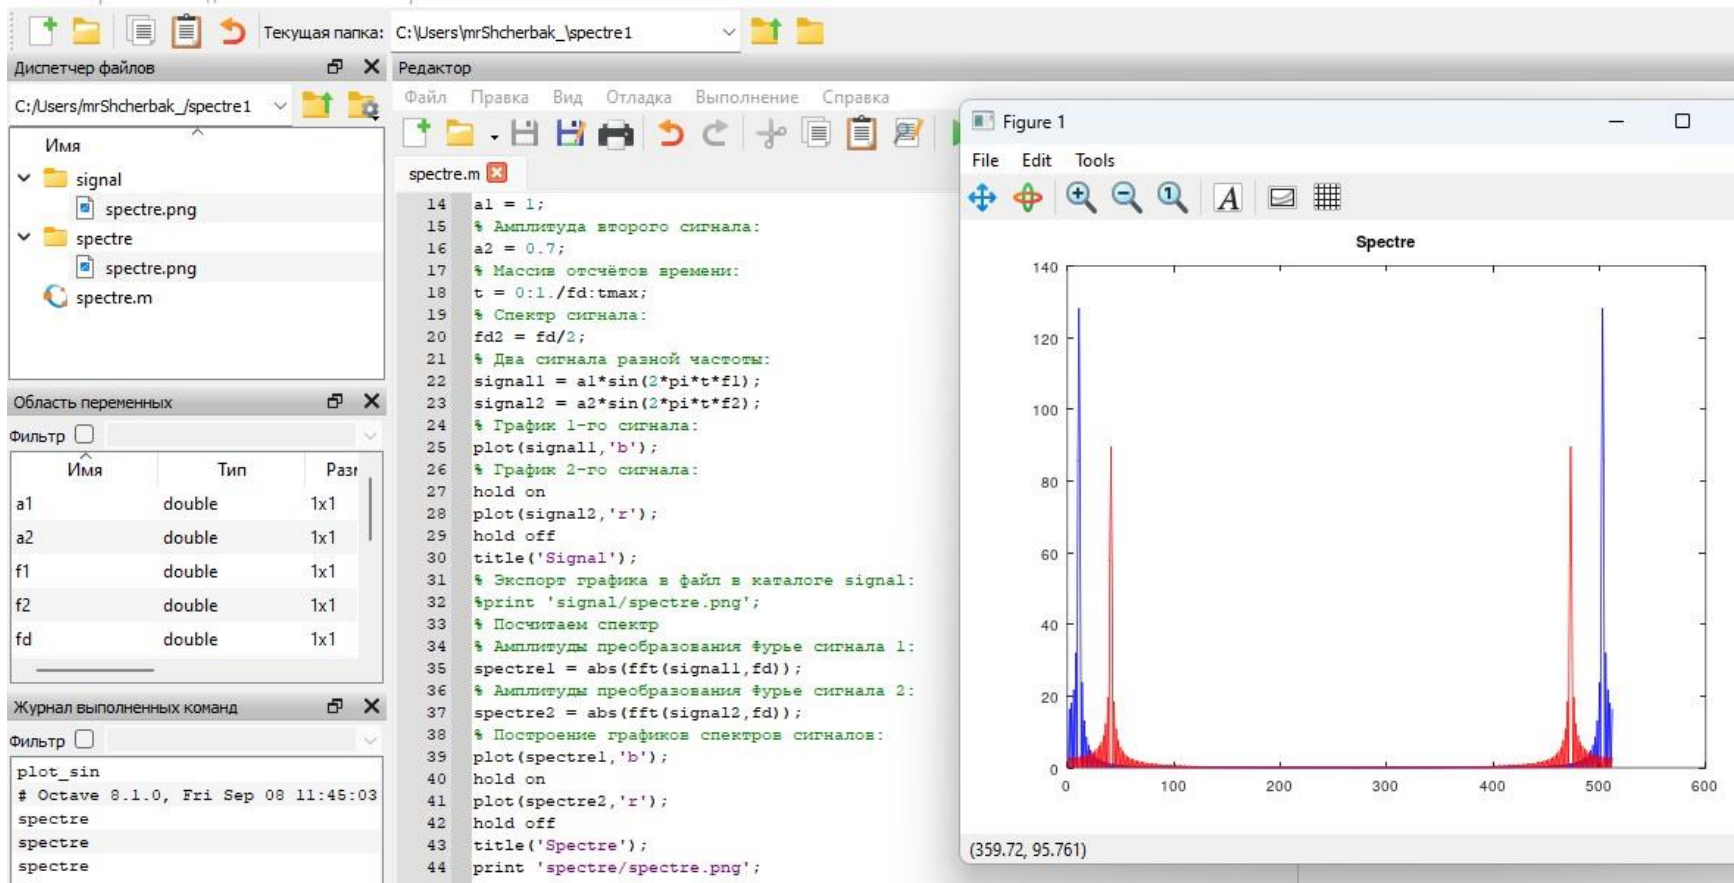 Текущая папка: C:\Users\mrShcherbak_\spectre1
Диспетчер файлов
C:/Users/mrShcherbak_/spectre1
Имя
signal
spectre.png
spectre
spectre.png
spectre.m
Область переменных
Фильтр
Имя Тип Разм
a1 double 1x1
a2 double 1x1
f1 double 1x1
f2 double 1x1
fd double 1x1
Журнал выполненных команд
Фильтр
plot_sin
# Octave 8.1.0, Fri Sep 08 11:45:03
spectre
spectre
spectre
Редактор
Файл Правка Вид Отладка Выполнение Справка
spectre.m
14 a1 = 1;
15 % Амплитуда второго сигнала:
16 a2 = 0.7;
17 % Массив отсчётов времени:
18 t = 0:1./fd:tmax;
19 % Спектр сигнала:
20 fd2 = fd/2;
21 % Два сигнала разной частоты:
22 signal1 = a1*sin(2*pi*t*f1);
23 signal2 = a2*sin(2*pi*t*f2);
24 % График 1-го сигнала:
25 plot(signal1,'b');
26 % График 2-го сигнала:
27 hold on
28 plot(signal2,'r');
29 hold off
30 title('Signal');
31 % Экспорт графика в файл в каталоге signal:
32 %print 'signal/spectre.png';
33 % Посчитаем спектр
34 % Амплитуды преобразования Фурье сигнала 1:
35 spectre1 = abs(fft(signal1,fd));
36 % Амплитуды преобразования Фурье сигнала 2:
37 spectre2 = abs(fft(signal2,fd));
38 % Построение графиков спектров сигналов:
39 plot(spectre1,'b');
40 hold on
41 plot(spectre2,'r');
42 hold off
43 title('Spectre');
44 print 'spectre/spectre.png';
Figure 1
File Edit Tools
A
Spectre
140
120
100
80
60
40
20
0
0 100 200 300 400 500 600
(359.72, 95.761)